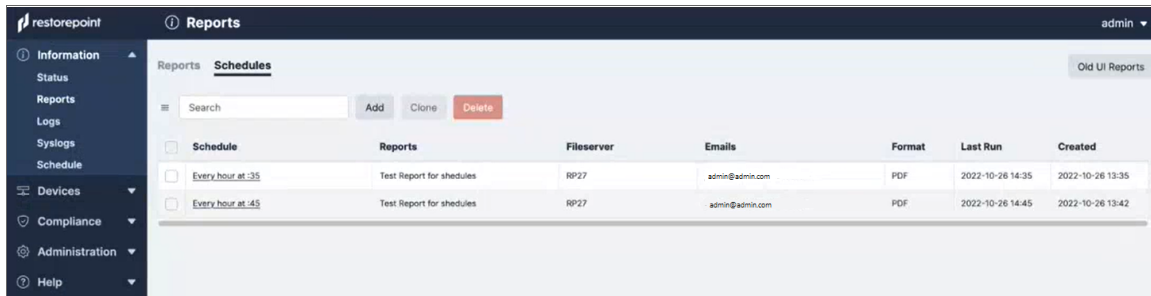 restorepoint
Reports
admin
Information
Status
Reports
Logs
Syslogs
Schedule
Devices
Compliance
Administration
Help
Reports Schedules
Old UI Reports
Search Add Clone Delete
Schedule Reports Fileserver Emails Format Last Run Created
Every hour at :35 Test Report for shedules RP27 admin@admin.com PDF 2022-10-26 14:35 2022-10-26 13:35
Every hour at :45 Test Report for shedules RP27 admin@admin.com PDF 2022-10-26 14:45 2022-10-26 13:42